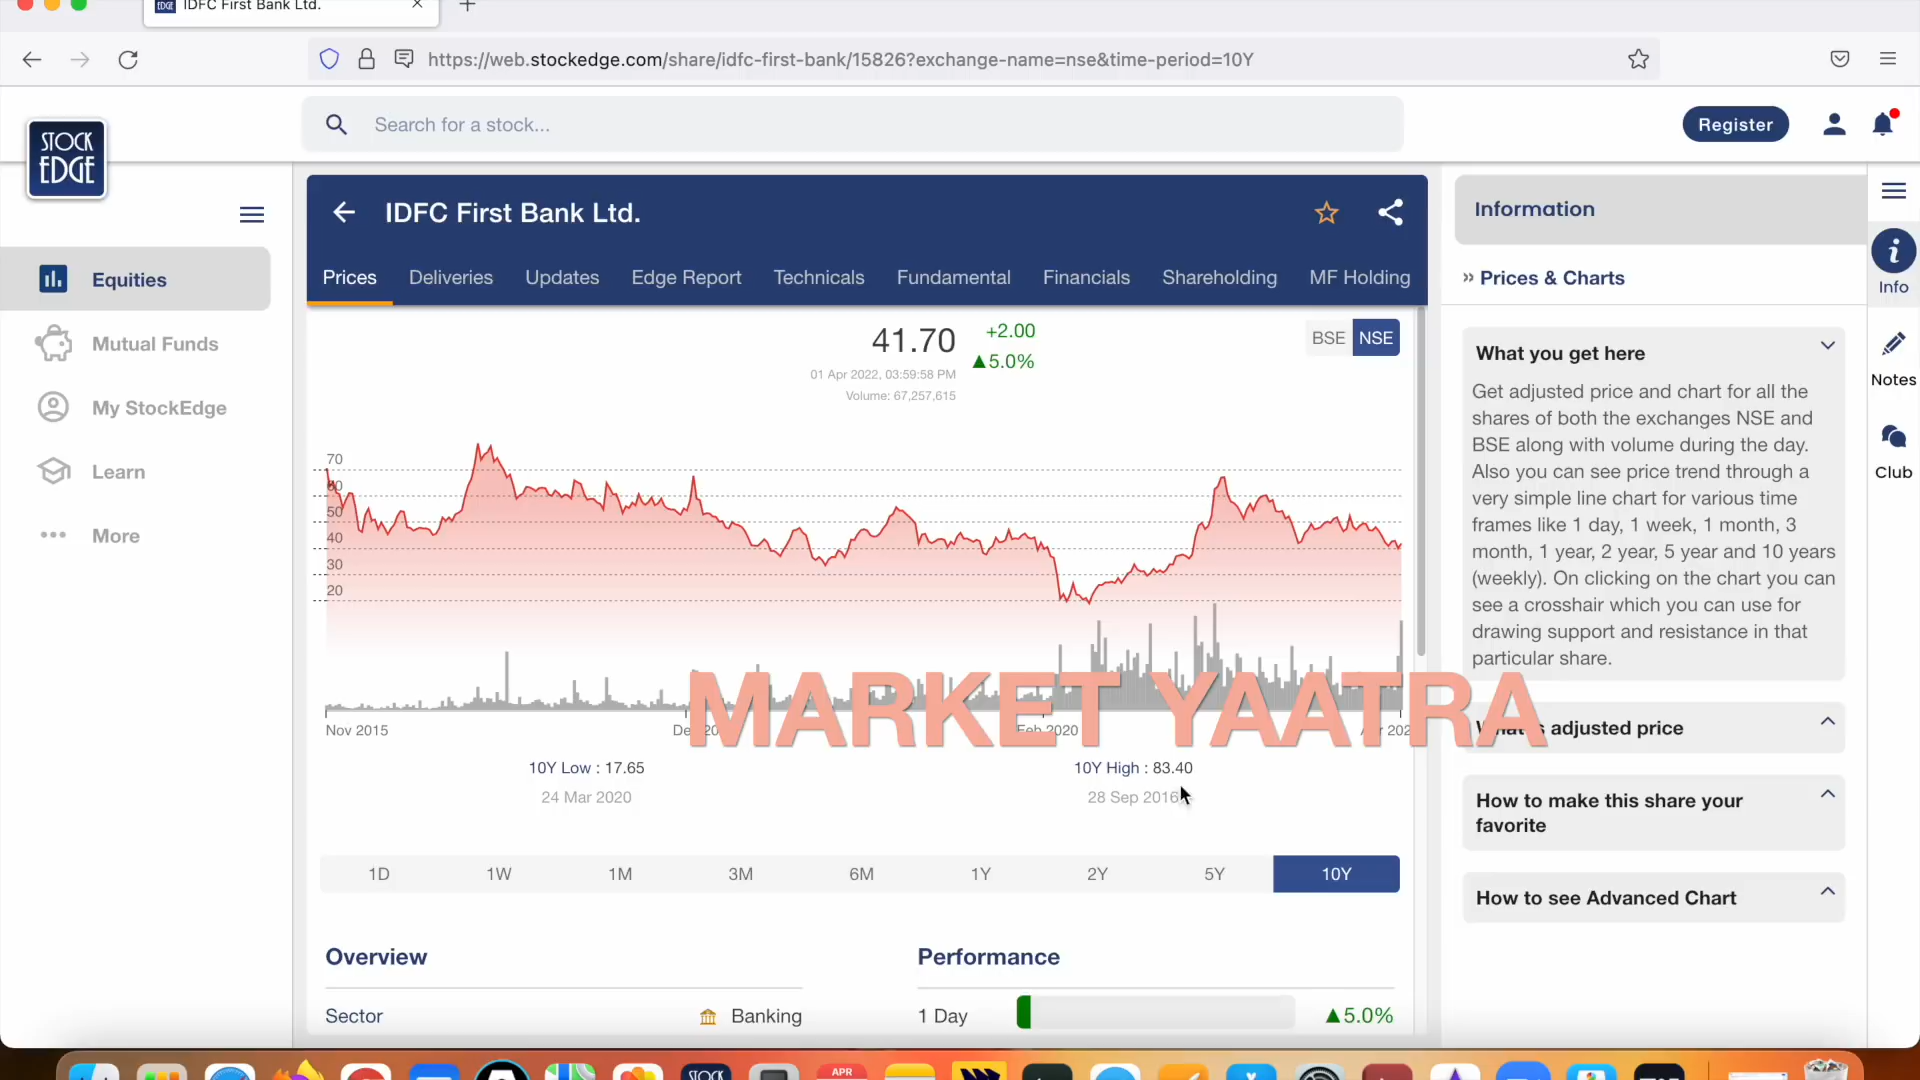 IDFC First Bank Ltd.
https://web.stockedge.com/share/idfc-first-bank/15826?exchange-name=nse&time-period=10Y
STOCK
EDGE
Search for a stock...
Register
Equities
Mutual Funds
My StockEdge
Learn
More
IDFC First Bank Ltd.
Prices Deliveries Updates Edge Report Technicals Fundamental Financials Shareholding MF Holding
41.70 +2.00
▲5.0%
01 Apr 2022, 03:59:58 PM
Volume: 67,257,615
BSE NSE
70
60
50
40
30
20
Nov 2015 Feb 2020
MARKET YAATRA
10Y Low : 17.65
24 Mar 2020
10Y High : 83.40
28 Sep 2016
1D 1W 1M 3M 6M 1Y 2Y 5Y 10Y
Overview
Sector Banking
Performance
1 Day ▲5.0%
Information
» Prices & Charts
What you get here
Get adjusted price and chart for all the
shares of both the exchanges NSE and
BSE along with volume during the day.
Also you can see price trend through a
very simple line chart for various time
frames like 1 day, 1 week, 1 month, 3
month, 1 year, 2 year, 5 year and 10 years
(weekly). On clicking on the chart you can
see a crosshair which you can use for
drawing support and resistance in that
particular share.
adjusted price
How to make this share your
favorite
How to see Advanced Chart
Info
Notes
Club
APR
STOCK